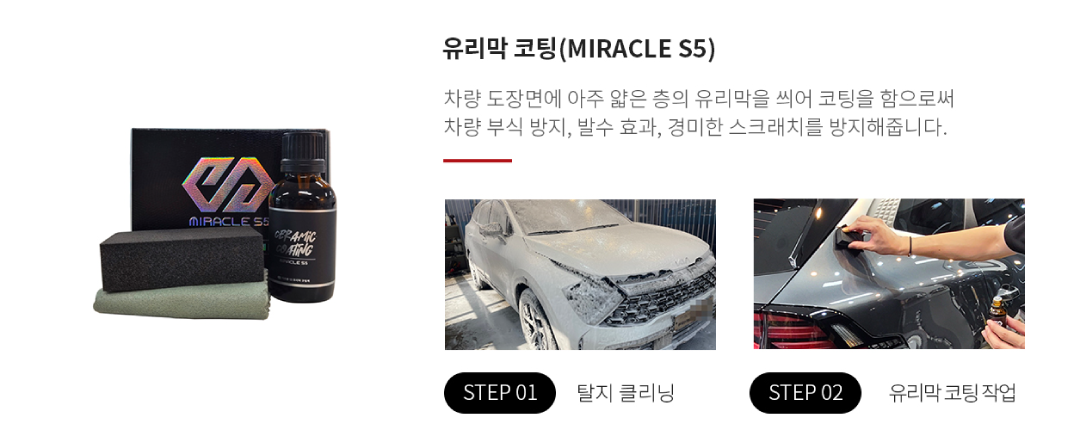 유리막 코팅(MIRACLE S5)
차량 도장면에 아주 얇은 층의 유리막을 씌어 코팅을 함으로써
차량 부식 방지, 발수 효과, 경미한 스크래치를 방지해줍니다.
MIRACLE S5
CERAMIC
COATING
MIRACLE S5
STEP 01 탈지 클리닝
STEP 02 유리막 코팅 작업